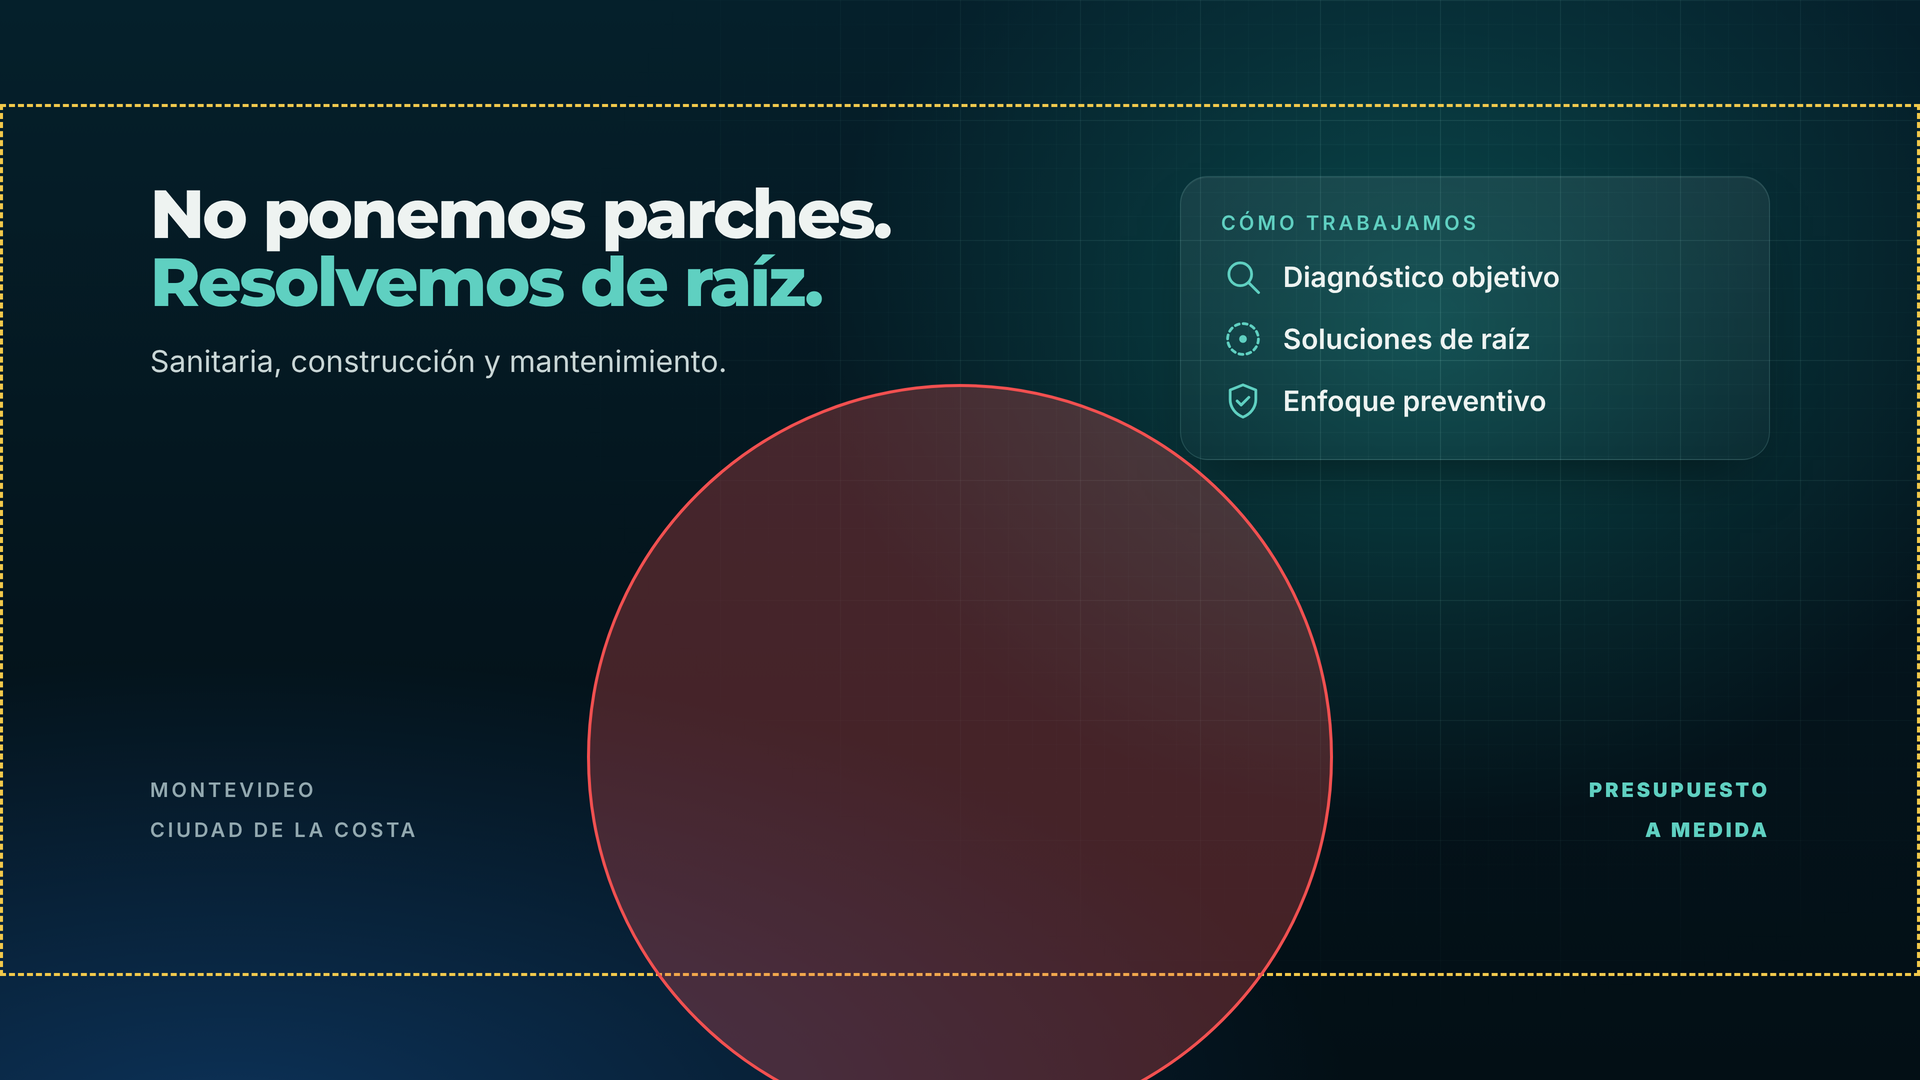 No ponemos parches.
Resolvemos de raíz.
Sanitaria, construcción y mantenimiento.
CÓMO TRABAJAMOS
Diagnóstico objetivo
Soluciones de raíz
Enfoque preventivo
MONTEVIDEO
CIUDAD DE LA COSTA
PRESUPUESTO
A MEDIDA